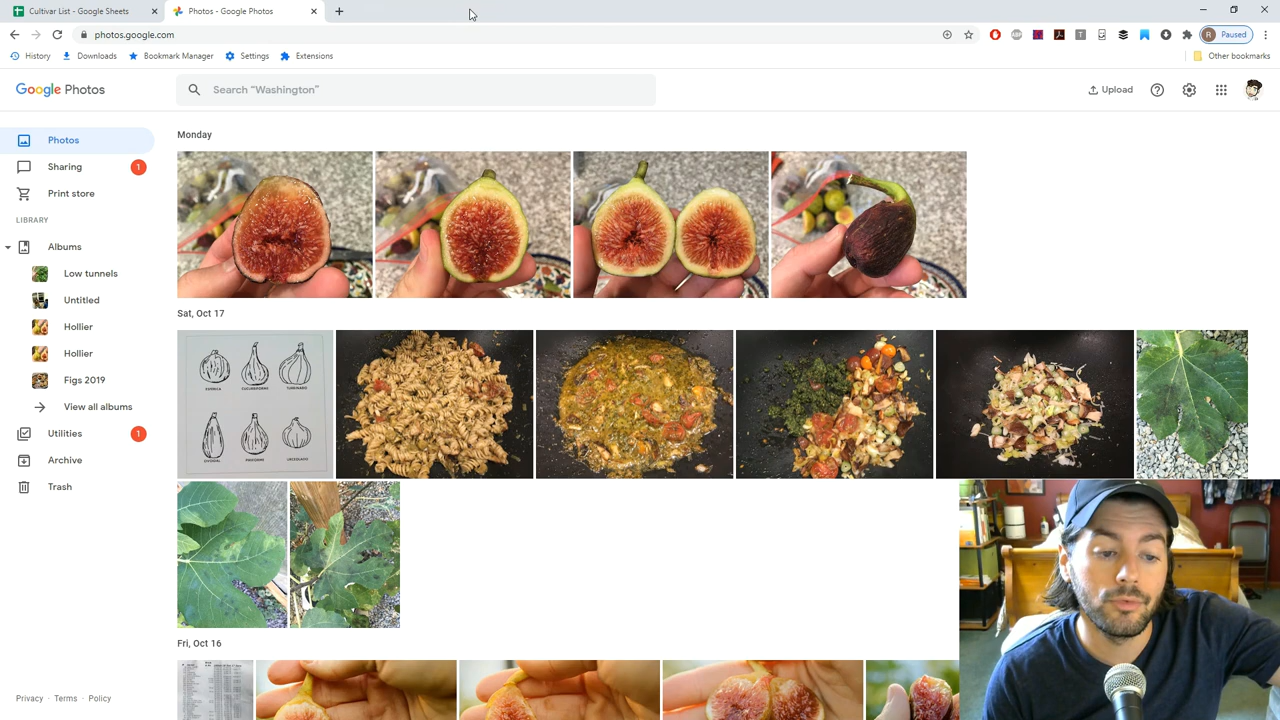 Cultivar List - Google Sheets
Photos - Google Photos
photos.google.com
R Paused
History
Downloads
Bookmark Manager
Settings
Extensions
Other bookmarks
Google Photos
Search “Washington”
Upload
Photos
Sharing 1
Print store
LIBRARY
Albums
Low tunnels
Untitled
Hollier
Hollier
Figs 2019
View all albums
Utilities 1
Archive
Trash
Monday
Sat, Oct 17
Fri, Oct 16
Privacy · Terms · Policy